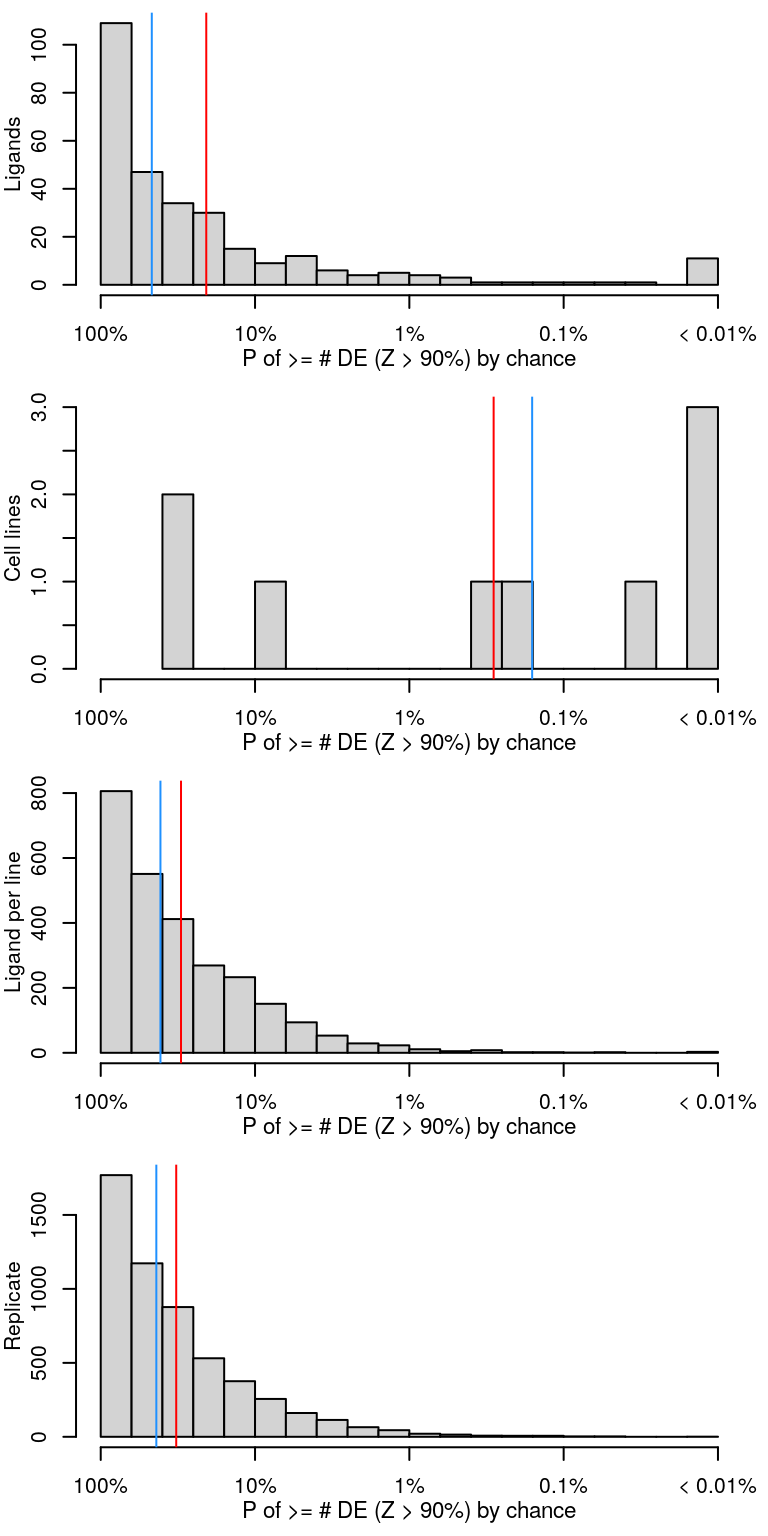 Ligands
100
80
60
40
20
0
100% 10% 1% 0.1% < 0.01%
P of >= # DE (Z > 90%) by chance
Cell lines
3.0
2.0
1.0
0.0
100% 10% 1% 0.1% < 0.01%
P of >= # DE (Z > 90%) by chance
Ligand per line
800
600
400
200
0
100% 10% 1% 0.1% < 0.01%
P of >= # DE (Z > 90%) by chance
Replicate
1500
1000
500
0
100% 10% 1% 0.1% < 0.01%
P of >= # DE (Z > 90%) by chance